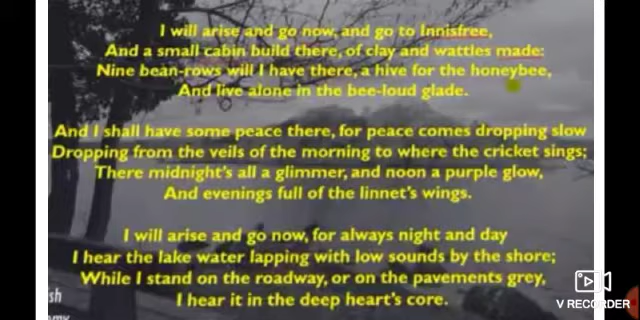 I will arise and go now, and go to Innisfree,
And a small cabin build there, of clay and wattles made:
Nine bean-rows will I have there, a hive for the honeybee,
And live alone in the bee-loud glade.
And I shall have some peace there, for peace comes dropping slow
Dropping from the veils of the morning to where the cricket sings;
There midnight's all a glimmer, and noon a purple glow,
And evenings full of the linnet's wings.
I will arise and go now, for always night and day
I hear the lake water lapping with low sounds by the shore;
While I stand on the roadway, or on the pavements grey,
I hear it in the deep heart's core.
V RECORDER